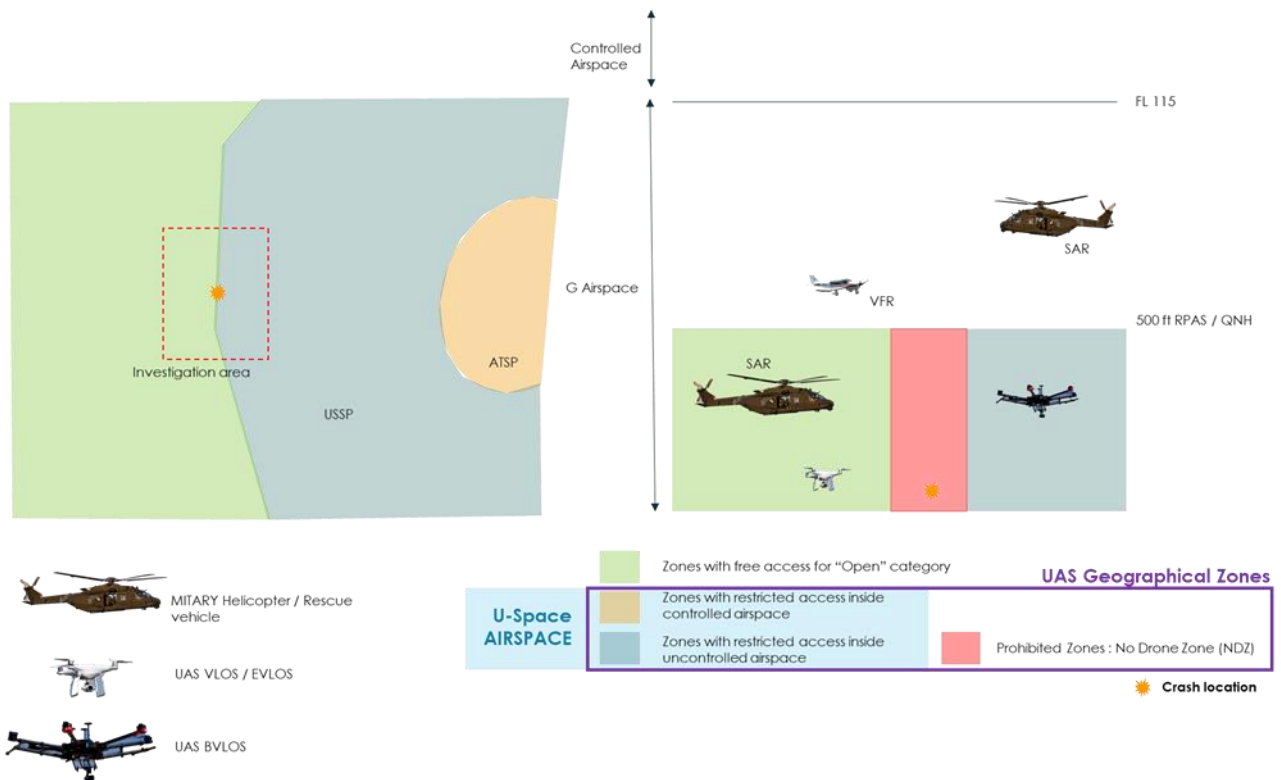 Controlled
Airspace
FL 115
SAR
G Airspace
VFR
500 ft RPAS / QNH
ATSP
SAR
Investigation area
USSP
Zones with free access for “Open” category
UAS Geographical Zones
MITARY Helicopter / Rescue
vehicle
U-Space
AIRSPACE
Zones with restricted access inside
controlled airspace
Zones with restricted access inside
uncontrolled airspace
Prohibited Zones : No Drone Zone (NDZ)
UAS VLOS / EVLOS
Crash location
UAS BVLOS